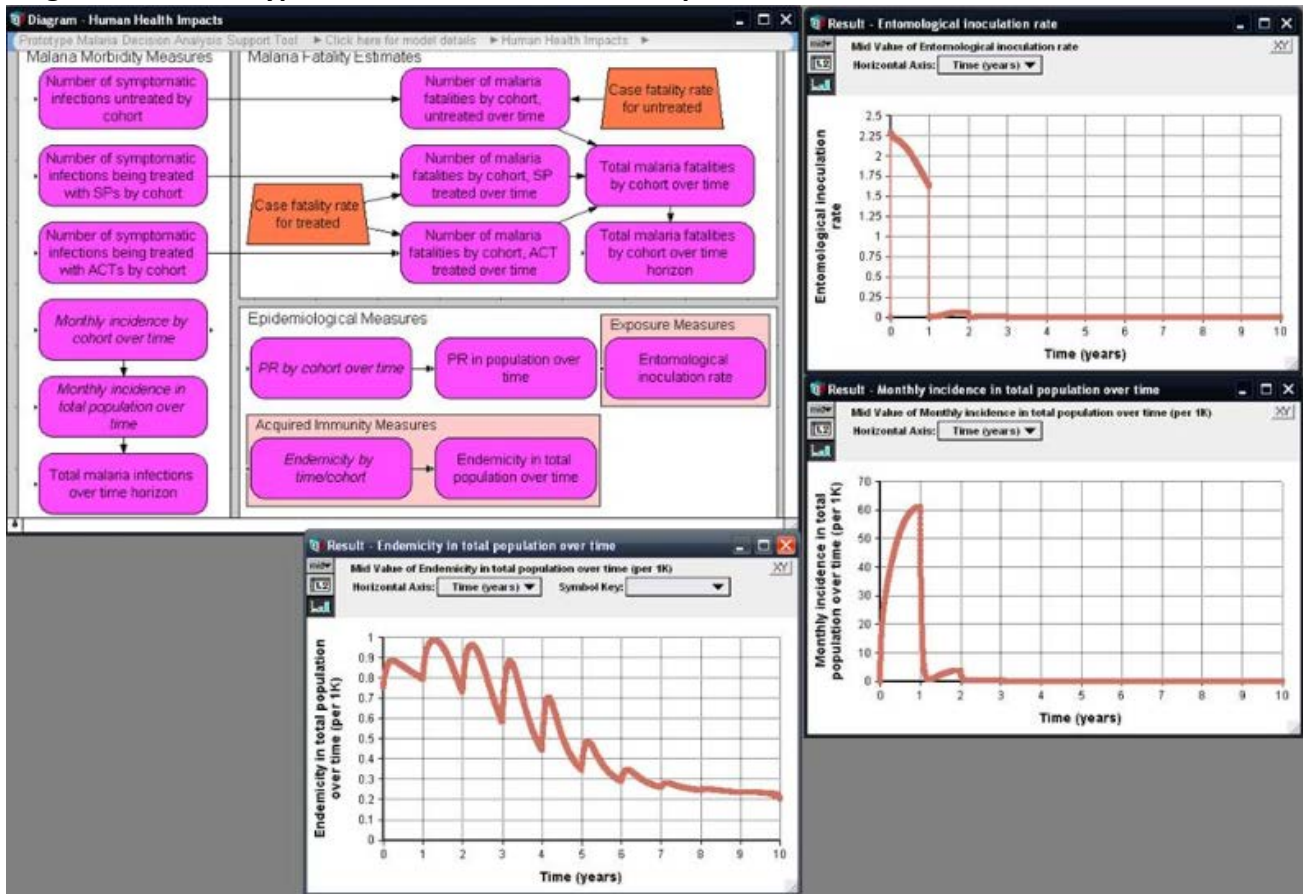 Diagram - Human Health Impacts
Prototype Malaria Decision Analysis Support Tool ► Click here for model details ► Human Health Impacts ►
Malaria Morbidity Measures
Number of symptomatic
infections untreated by
cohort
Number of symptomatic
infections being treated
with SPs by cohort
Number of symptomatic
infections being treated
with ACTs by cohort
Monthly incidence by
cohort over time
Monthly incidence in
total population over
time
Total malaria infections
over time horizon
Malaria Fatality Estimates
Number of malaria
fatalities by cohort,
untreated over time
Case fatality rate
for untreated
Number of malaria
fatalities by cohort, SP
treated over time
Total malaria fatalities
by cohort over time
Case fatality rate
for treated
Number of malaria
fatalities by cohort, ACT
treated over time
Total malaria fatalities
by cohort over time
horizon
Epidemiological Measures
PR by cohort over time
PR in population over
time
Exposure Measures
Entomological
inoculation rate
Acquired Immunity Measures
Endemicity by
time/cohort
Endemicity in total
population over time
Result - Entomological inoculation rate
mid
Mid Value of Entomological inoculation rate
XY
Horizontal Axis: Time (years)
Entomological inoculation
rate
2.5
2.25
2
1.75
1.5
1.25
1
0.75
0.5
0.25
0
0 1 2 3 4 5 6 7 8 9 10
Time (years)
Result - Monthly incidence in total population over time
mid
Mid Value of Monthly incidence in total population over time (per 1K)
XY
Horizontal Axis: Time (years)
Monthly incidence in total
population over time (per 1K)
70
60
50
40
30
20
10
0
0 1 2 3 4 5 6 7 8 9 10
Time (years)
Result - Endemicity in total population over time
mid
Mid Value of Endemicity in total population over time (per 1K)
XY
Horizontal Axis: Time (years) Symbol Key:
Endemicity in total population
over time (per 1K)
1
0.9
0.8
0.7
0.6
0.5
0.4
0.3
0.2
0.1
0
0 1 2 3 4 5 6 7 8 9 10
Time (years)